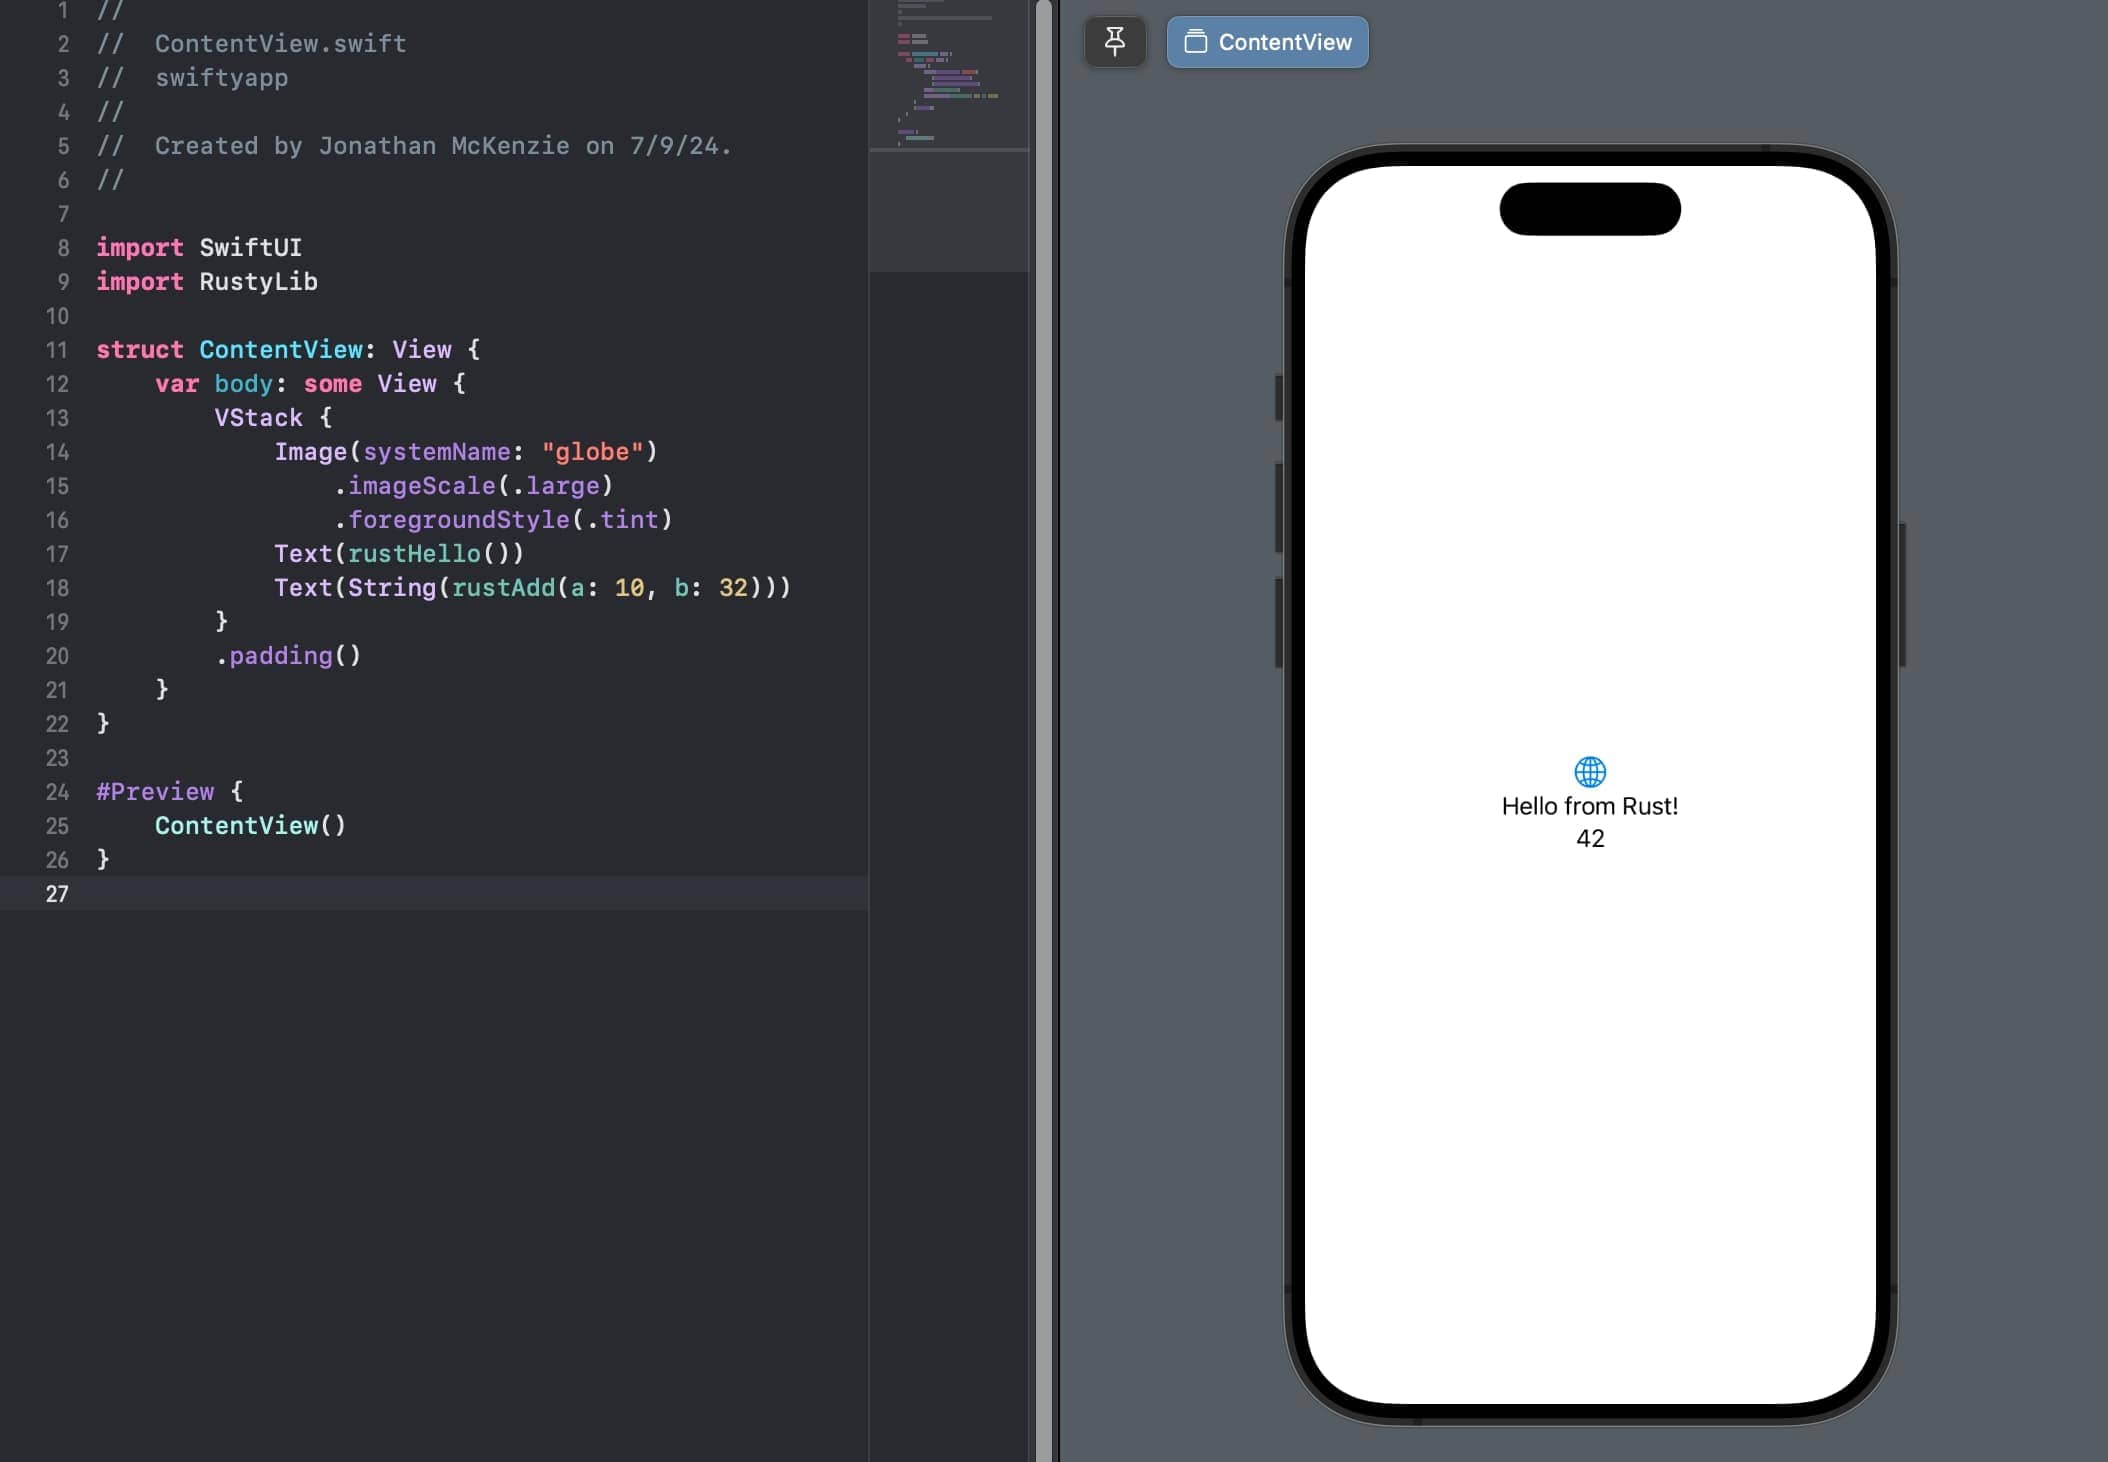 1 //
2 //  ContentView.swift
3 //  swiftyapp
4 //
5 //  Created by Jonathan McKenzie on 7/9/24.
6 //
7
8 import SwiftUI
9 import RustyLib
10
11 struct ContentView: View {
12     var body: some View {
13         VStack {
14             Image(systemName: "globe")
15                 .imageScale(.large)
16                 .foregroundStyle(.tint)
17             Text(rustHello())
18             Text(String(rustAdd(a: 10, b: 32)))
19         }
20         .padding()
21     }
22 }
23
24 #Preview {
25     ContentView()
26 }
27
ContentView
Hello from Rust!
42